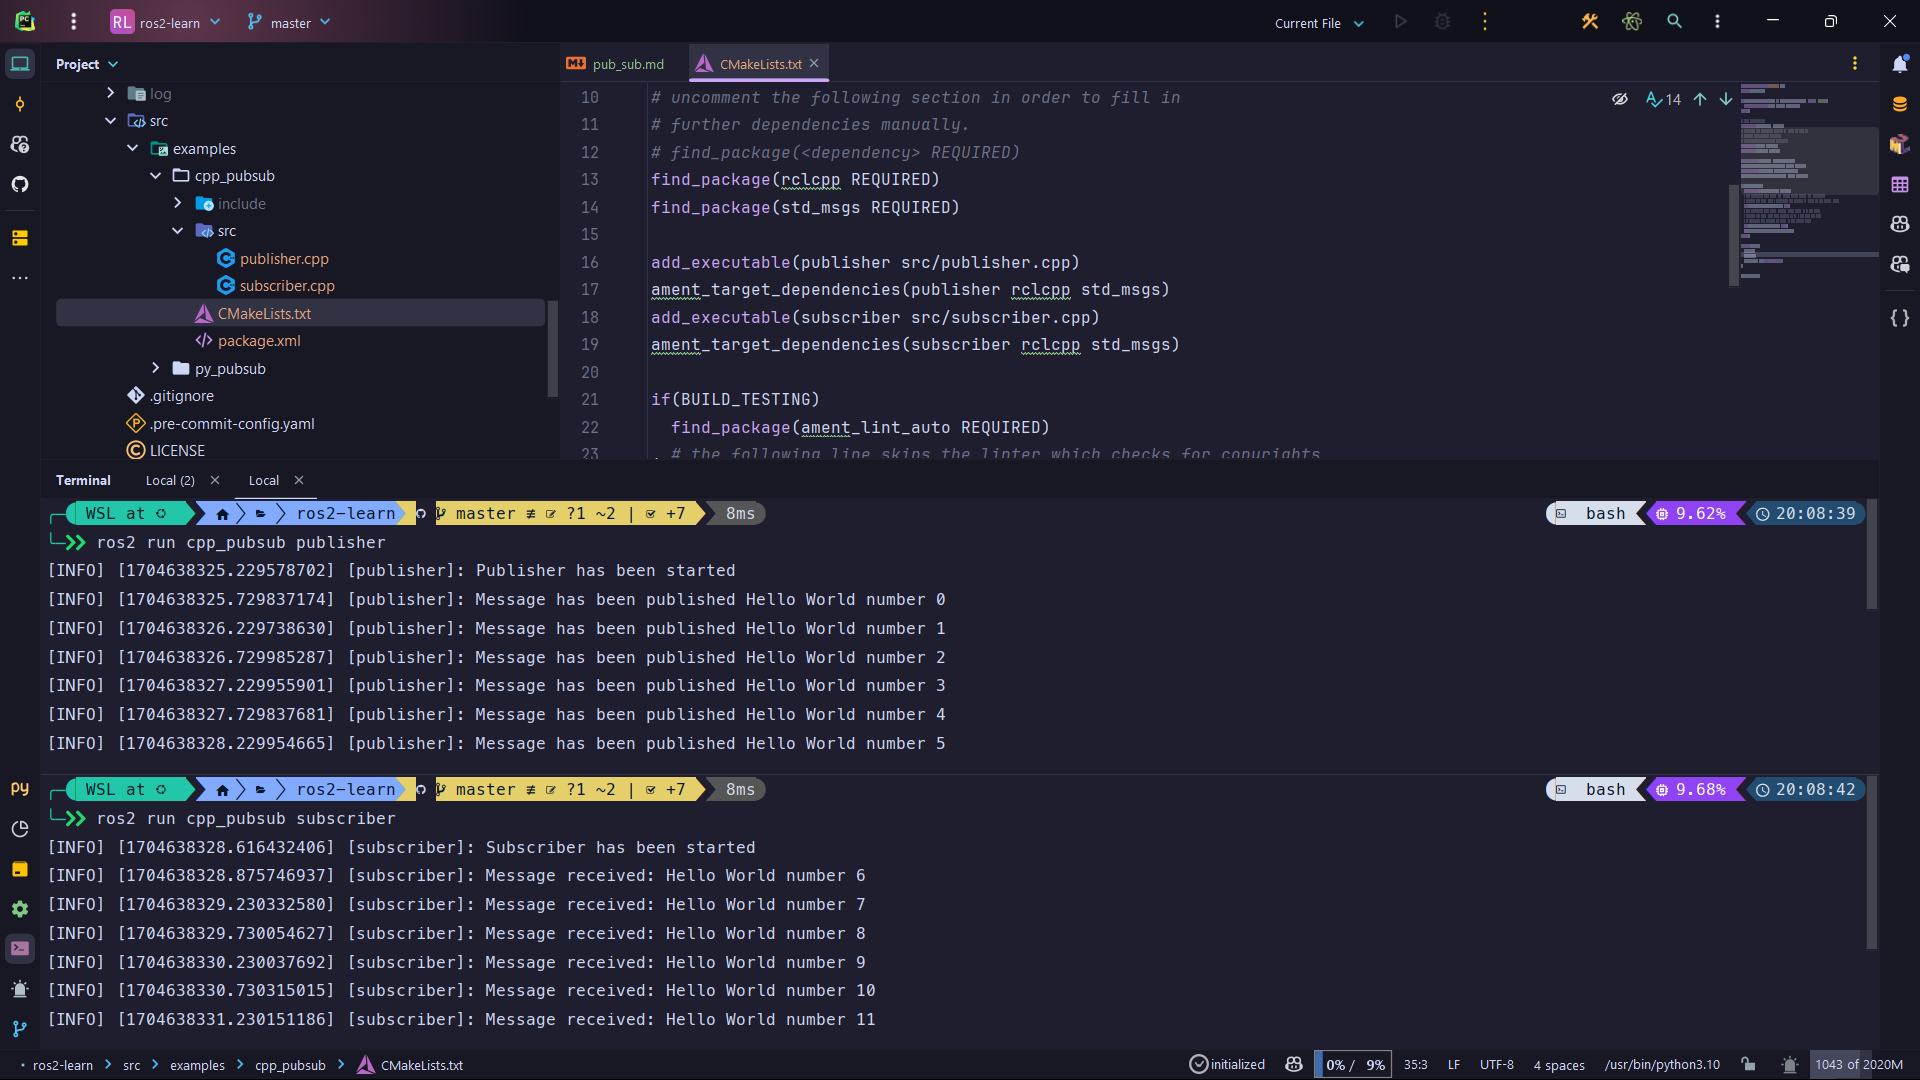 RL ros2-learn master Current File
Project
pub_sub.md CMakeLists.txt
log
src
examples
cpp_pubsub
include
src
publisher.cpp
subscriber.cpp
CMakeLists.txt
package.xml
py_pubsub
.gitignore
.pre-commit-config.yaml
LICENSE
14
10 # uncomment the following section in order to fill in
11 # further dependencies manually.
12 # find_package(<dependency> REQUIRED)
13 find_package(rclcpp REQUIRED)
14 find_package(std_msgs REQUIRED)
15
16 add_executable(publisher src/publisher.cpp)
17 ament_target_dependencies(publisher rclcpp std_msgs)
18 add_executable(subscriber src/subscriber.cpp)
19 ament_target_dependencies(subscriber rclcpp std_msgs)
20
21 if(BUILD_TESTING)
22 find_package(ament_lint_auto REQUIRED)
23 # the following line skips the linter which checks for copyrights
Terminal Local (2) Local
WSL at ros2-learn master ≢ ?1 ~2 | +7 8ms bash 9.62% 20:08:39
ros2 run cpp_pubsub publisher
[INFO] [1704638325.229578702] [publisher]: Publisher has been started
[INFO] [1704638325.729837174] [publisher]: Message has been published Hello World number 0
[INFO] [1704638326.229738630] [publisher]: Message has been published Hello World number 1
[INFO] [1704638326.729985287] [publisher]: Message has been published Hello World number 2
[INFO] [1704638327.229955901] [publisher]: Message has been published Hello World number 3
[INFO] [1704638327.729837681] [publisher]: Message has been published Hello World number 4
[INFO] [1704638328.229954665] [publisher]: Message has been published Hello World number 5
WSL at ros2-learn master ≢ ?1 ~2 | +7 8ms bash 9.68% 20:08:42
ros2 run cpp_pubsub subscriber
[INFO] [1704638328.616432406] [subscriber]: Subscriber has been started
[INFO] [1704638328.875746937] [subscriber]: Message received: Hello World number 6
[INFO] [1704638329.230332580] [subscriber]: Message received: Hello World number 7
[INFO] [1704638329.730054627] [subscriber]: Message received: Hello World number 8
[INFO] [1704638330.230037692] [subscriber]: Message received: Hello World number 9
[INFO] [1704638330.730315015] [subscriber]: Message received: Hello World number 10
[INFO] [1704638331.230151186] [subscriber]: Message received: Hello World number 11
ros2-learn > src > examples > cpp_pubsub > CMakeLists.txt initialized 0% / 9% 35:3 LF UTF-8 4 spaces /usr/bin/python3.10 1043 of 2020M